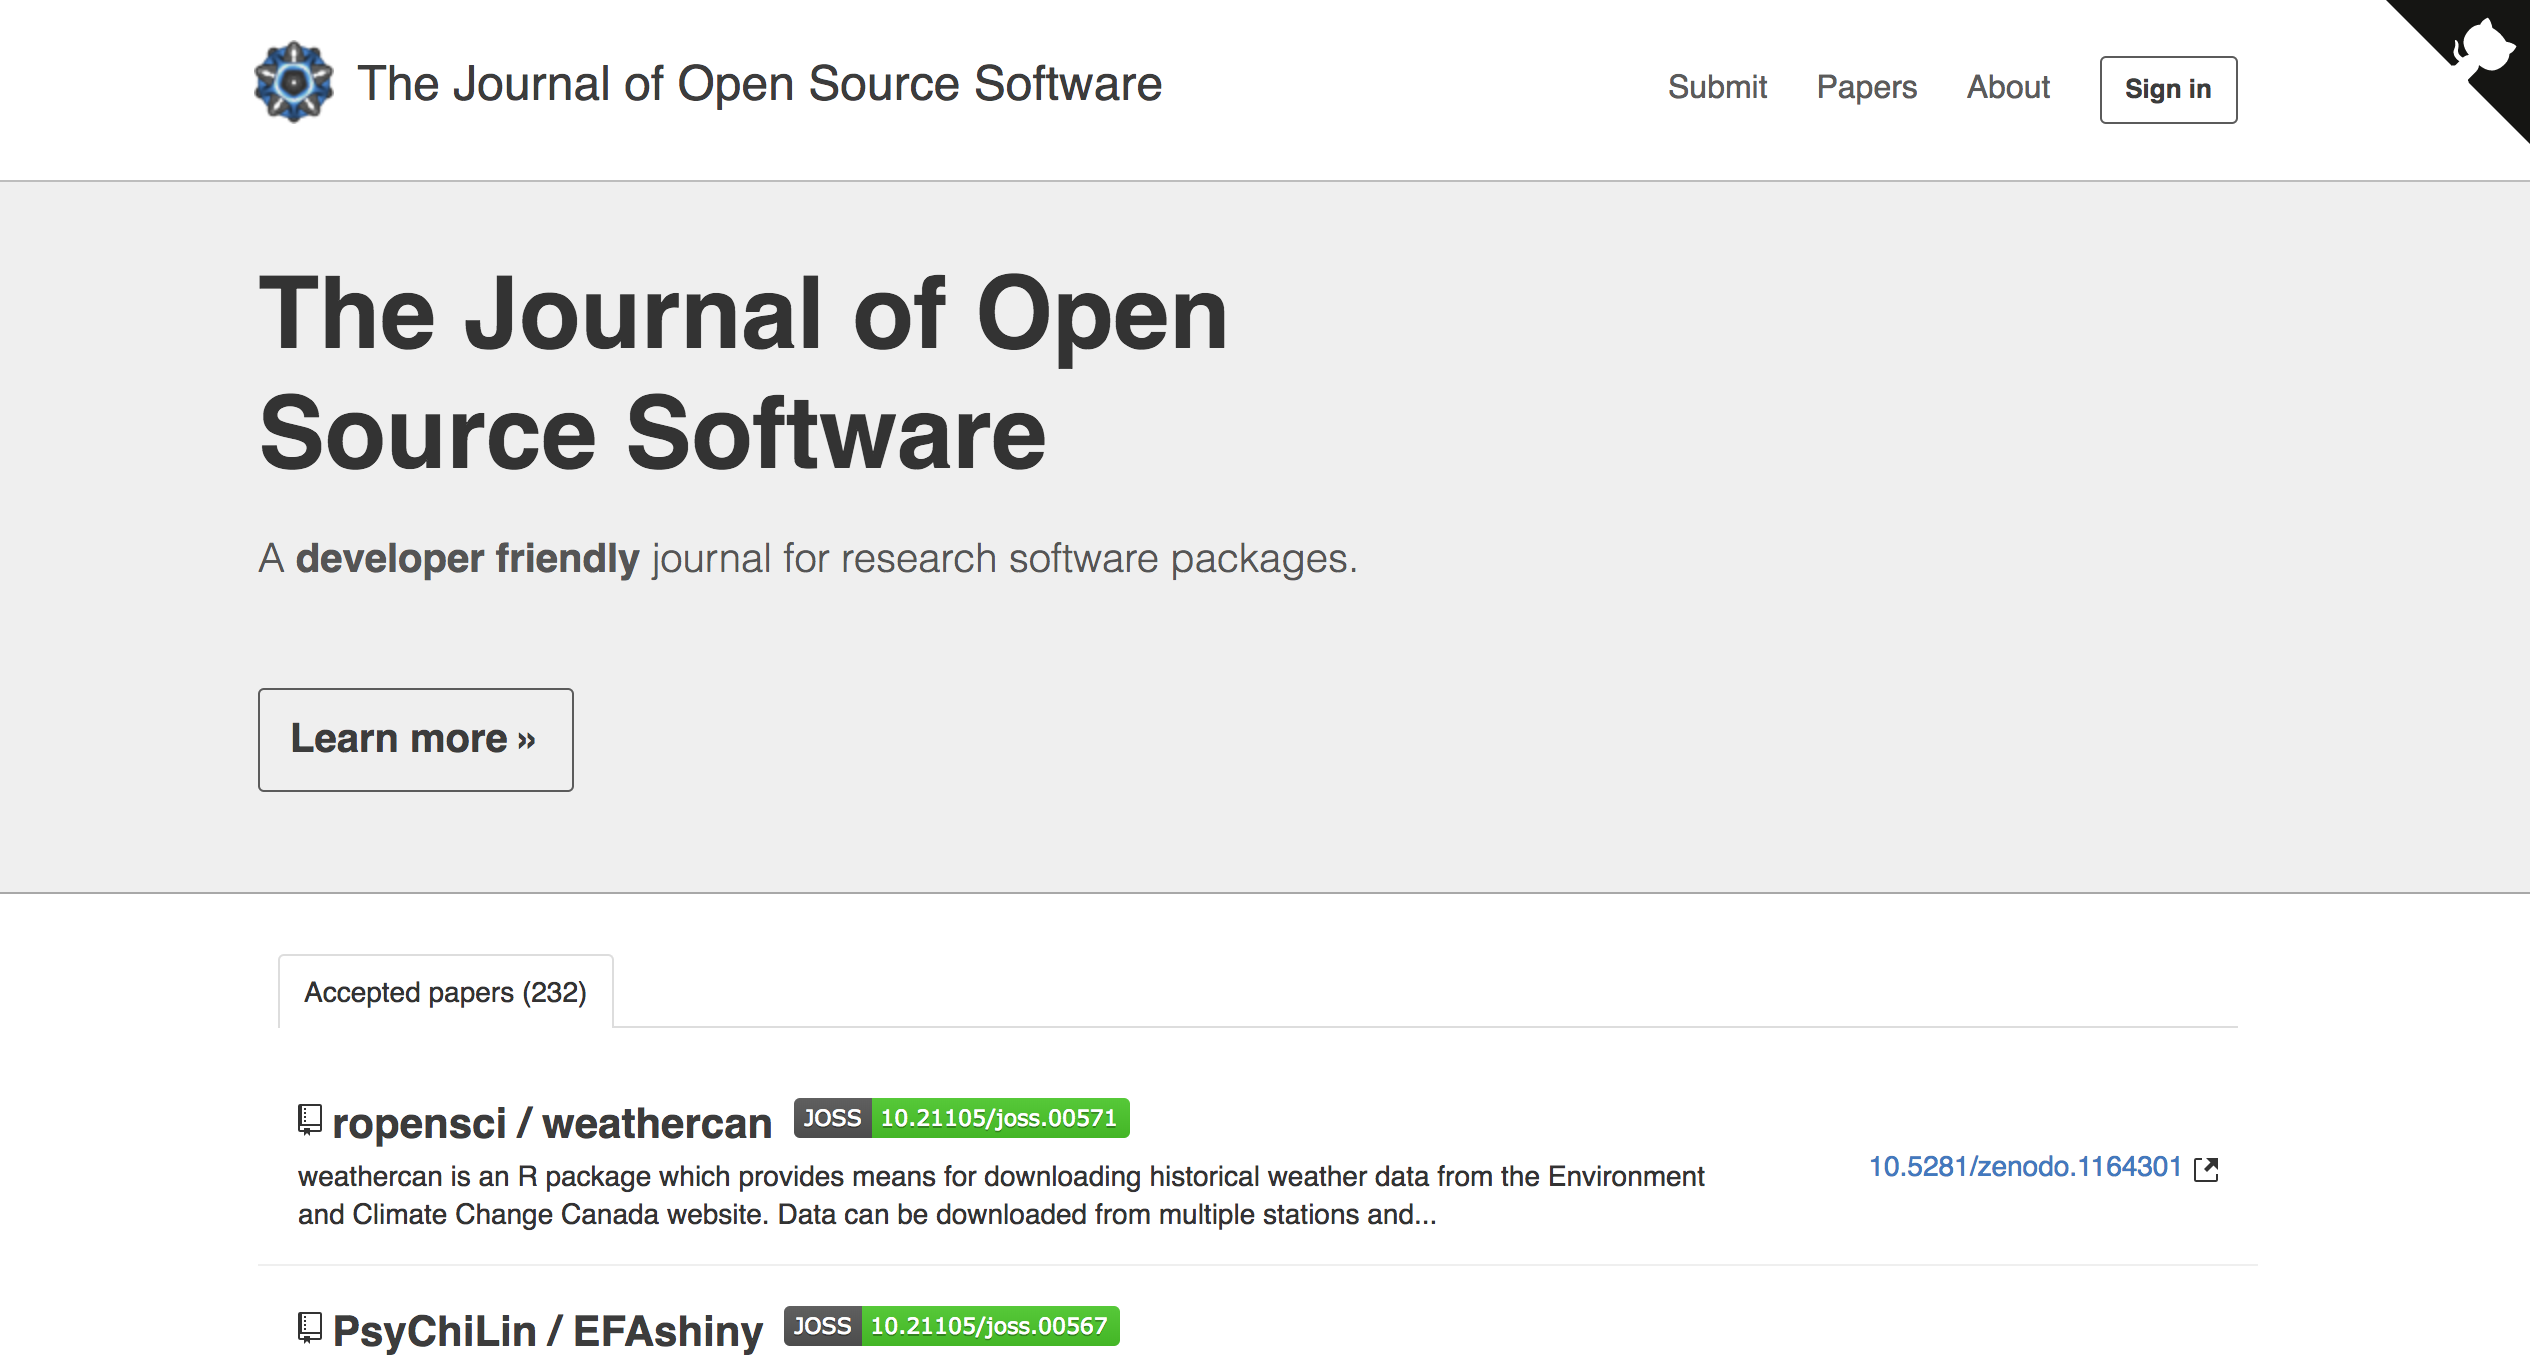 The Journal of Open Source Software
Submit Papers About Sign in
The Journal of Open
Source Software
A developer friendly journal for research software packages.
Learn more »
Accepted papers (232)
ropensci / weathercan JOSS 10.21105/joss.00571
weathercan is an R package which provides means for downloading historical weather data from the Environment
and Climate Change Canada website. Data can be downloaded from multiple stations and...
10.5281/zenodo.1164301
PsyChiLin / EFAshiny JOSS 10.21105/joss.00567